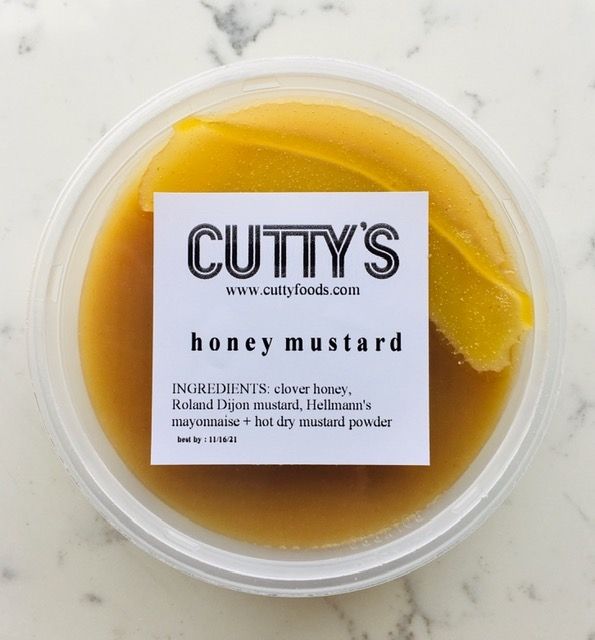 CUTTY'S
www.cuttyfoods.com
honey mustard
INGREDIENTS: clover honey,
Roland Dijon mustard, Hellmann's
mayonnaise + hot dry mustard powder
best by : 11/16/21